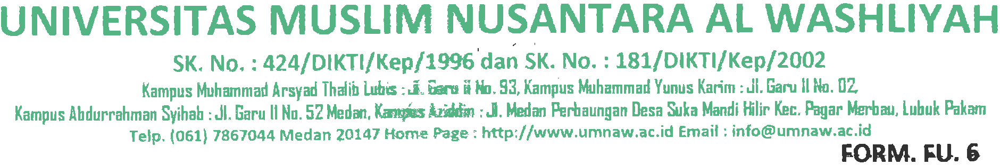 UNIVERSITAS MUSLIM NUSANTARA AL WASHLIYAH
SK. No. : 424/DIKTI/Kep/1996 dan SK. No. : 181/DIKTI/Kep/2002
Kampus Muhammad Arsyad Thalib Lubis : Jl. Garu II No. 93, Kampus Muhammad Yunus Karim : Jl. Garu II No. 02,
Kampus Abdurrahman Syihab : Jl. Garu II No. 52 Medan, Kampus : Jl. Medan Perbaungan Desa Suka Mandi Hilir Kec. Pagar Merbau, Lubuk Pakam
Telp. (061) 7867044 Medan 20147 Home Page : http://www.umnaw.ac.id Email : info@umnaw.ac.id
FORM. FU. 6